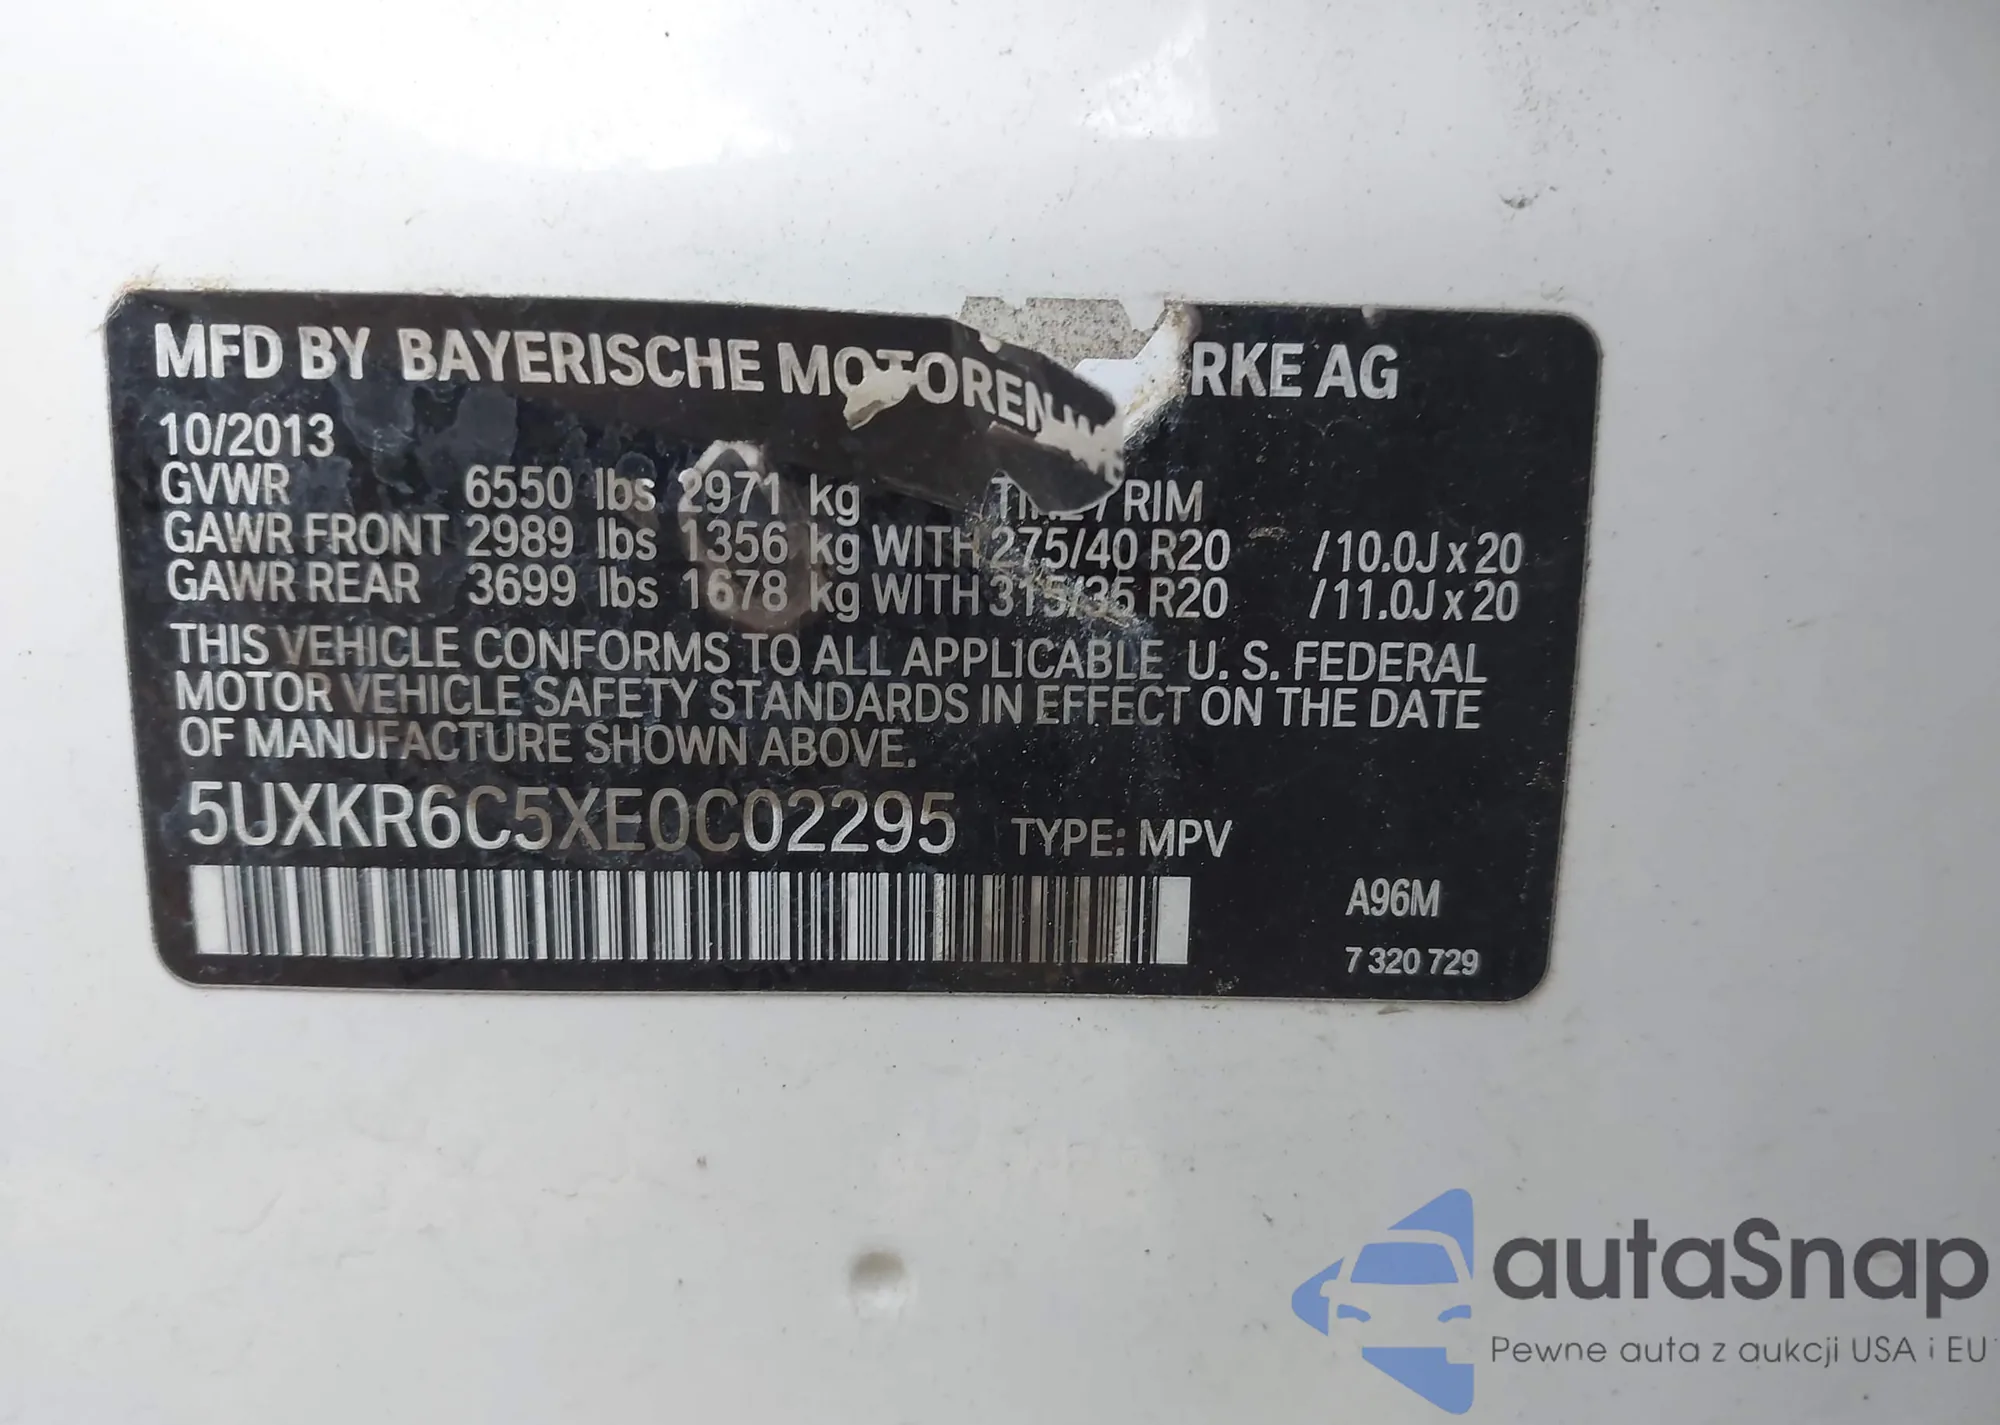 MFD BY BAYERISCHE MOTOREN RKE AG
10/2013
GVWR 6550 lbs 2971 kg RIM
GAWR FRONT 2989 lbs 1356 kg WITH 275/40 R20 /10.0J x 20
GAWR REAR 3699 lbs 1678 kg WITH 315/35 R20 /11.0J x 20
THIS VEHICLE CONFORMS TO ALL APPLICABLE U. S. FEDERAL
MOTOR VEHICLE SAFETY STANDARDS IN EFFECT ON THE DATE
OF MANUFACTURE SHOWN ABOVE.
5UXKR6C5XE0C02295 TYPE: MPV
A96M
7 320 729
autaSnap
Pewne auta z aukcji USA i EU